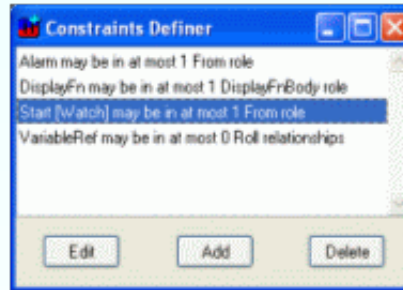 Constraints Definer
Alarm may be in at most 1 From role
DisplayFn may be in at most 1 DisplayFnBody role
Start [Watch] may be in at most 1 From role
VariableRef may be in at most 0 Roll relationships
Edit Add Delete